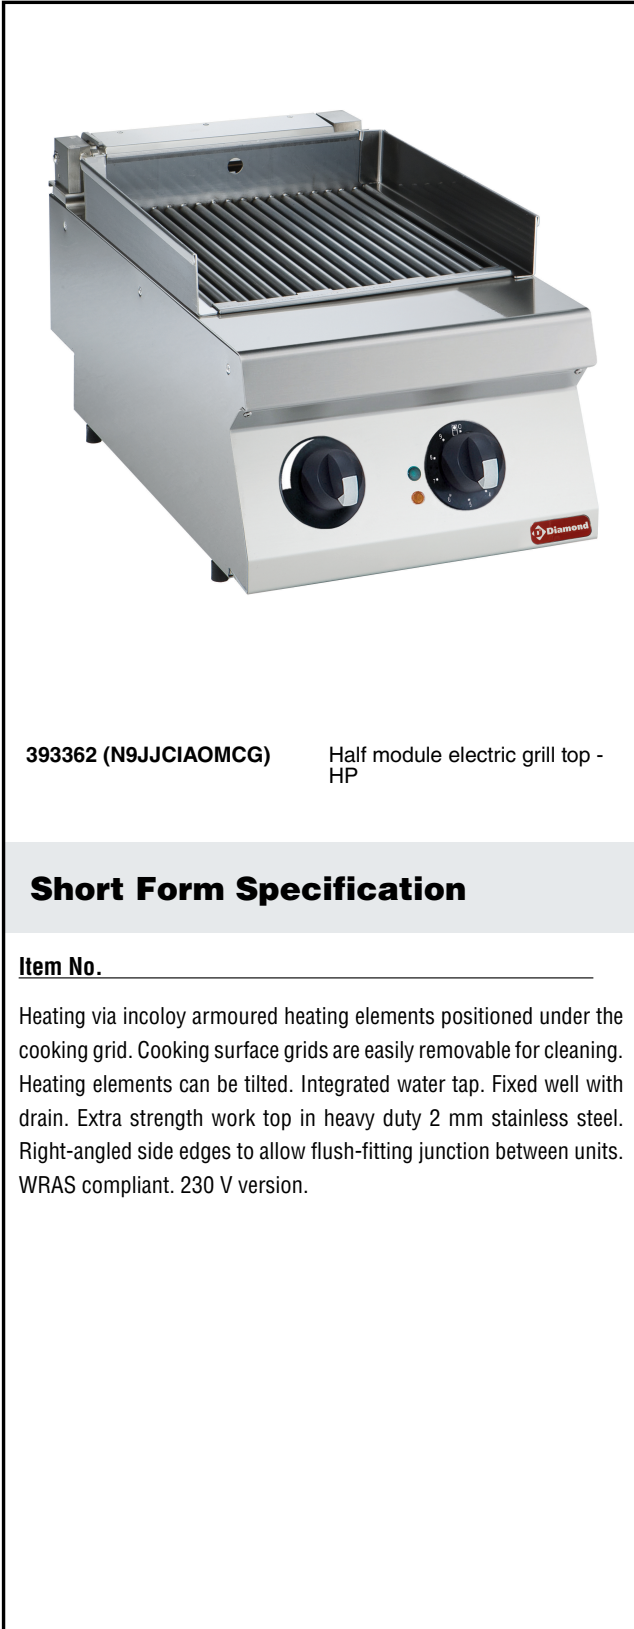 Diamond
393362 (N9JJCIAOMCG)
Half module electric grill top -
HP
Short Form Specification
Item No.
Heating via incoloy armoured heating elements positioned under the
cooking grid. Cooking surface grids are easily removable for cleaning.
Heating elements can be tilted. Integrated water tap. Fixed well with
drain. Extra strength work top in heavy duty 2 mm stainless steel.
Right-angled side edges to allow flush-fitting junction between units.
WRAS compliant. 230 V version.